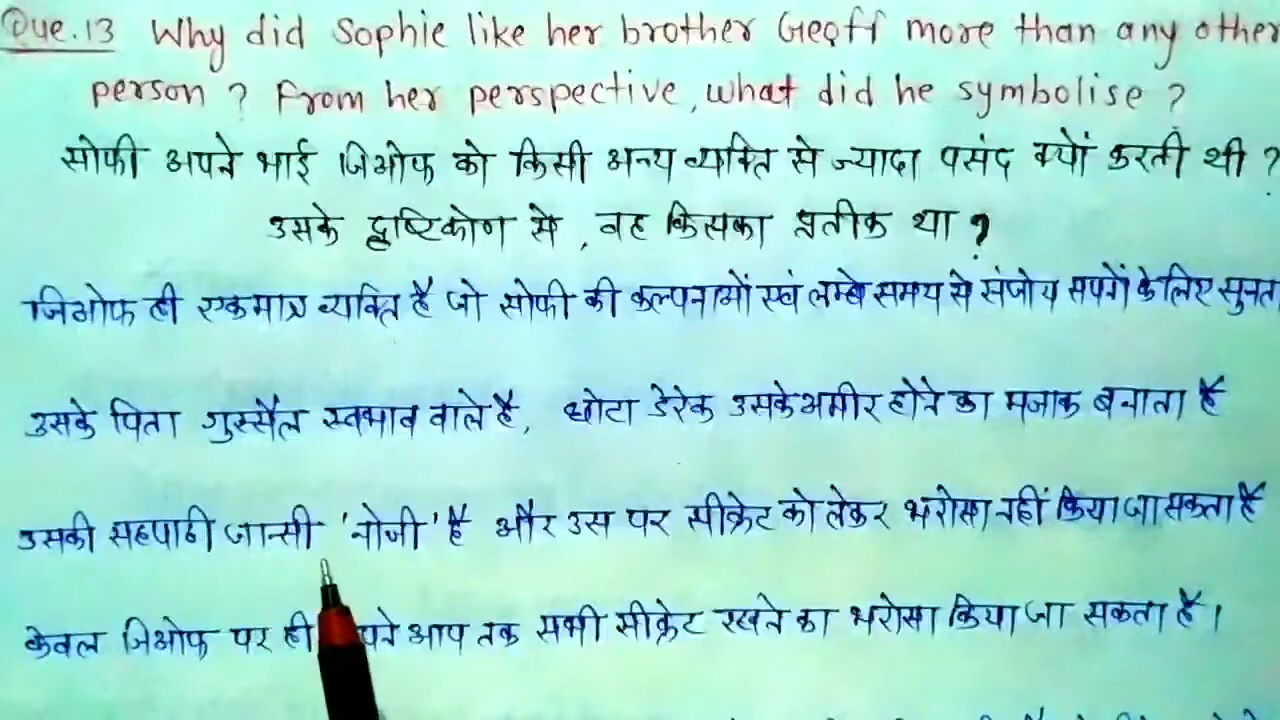 Que.13 Why did Sophie like her brother Geoff more than any other
person ? From her perspective, what did he symbolise ?
सोफी अपने भाई जिओफ को किसी अन्य व्यक्ति से ज्यादा पसंद क्यों करती थी ?
उसके दृष्टिकोण से , वह किसका प्रतीक था ?
जिओफ ही एकमात्र व्यक्ति है जो सोफी की कल्पनाओं एवं लम्बे समय से संजोय सपनों के लिए सुनता
उसके पिता गुस्सैल स्वभाव वाले है, छोटा डेरेक उसके अमीर होने का मजाक बनाता है
उसकी सहपाठी जान्सी 'नोजी' है और उस पर सीक्रेट को लेकर भरोसा नहीं किया जा सकता है
केवल जिओफ पर ही पने आप तक सभी सीक्रेट रखने का भरोसा किया जा सकता है।